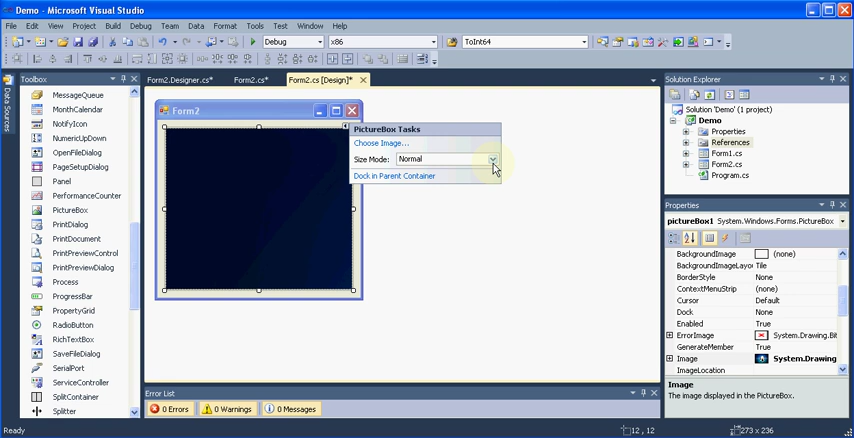 Demo - Microsoft Visual Studio
File Edit View Project Build Debug Team Data Format Tools Test Window Help
Debug x86 ToInt64
Data Sources
Toolbox
MessageQueue
MonthCalendar
NotifyIcon
NumericUpDown
OpenFileDialog
PageSetupDialog
Panel
PerformanceCounter
PictureBox
PrintDialog
PrintDocument
PrintPreviewControl
PrintPreviewDialog
Process
ProgressBar
PropertyGrid
RadioButton
RichTextBox
SaveFileDialog
SerialPort
ServiceController
SplitContainer
Splitter
Form2.Designer.cs* Form2.cs* Form2.cs [Design]*
Form2
PictureBox Tasks
Choose Image...
Size Mode: Normal
Dock in Parent Container
Error List
0 Errors 0 Warnings 0 Messages
Solution Explorer
Solution 'Demo' (1 project)
Demo
Properties
References
Form1.cs
Form2.cs
Program.cs
Properties
pictureBox1 System.Windows.Forms.PictureBox
BackgroundImage (none)
BackgroundImageLayou Tile
BorderStyle None
ContextMenuStrip (none)
Cursor Default
Dock None
Enabled True
ErrorImage System.Drawing.Bit
GenerateMember True
Image System.Drawing
ImageLocation
Image
The image displayed in the PictureBox.
Ready 12 , 12 273 x 236